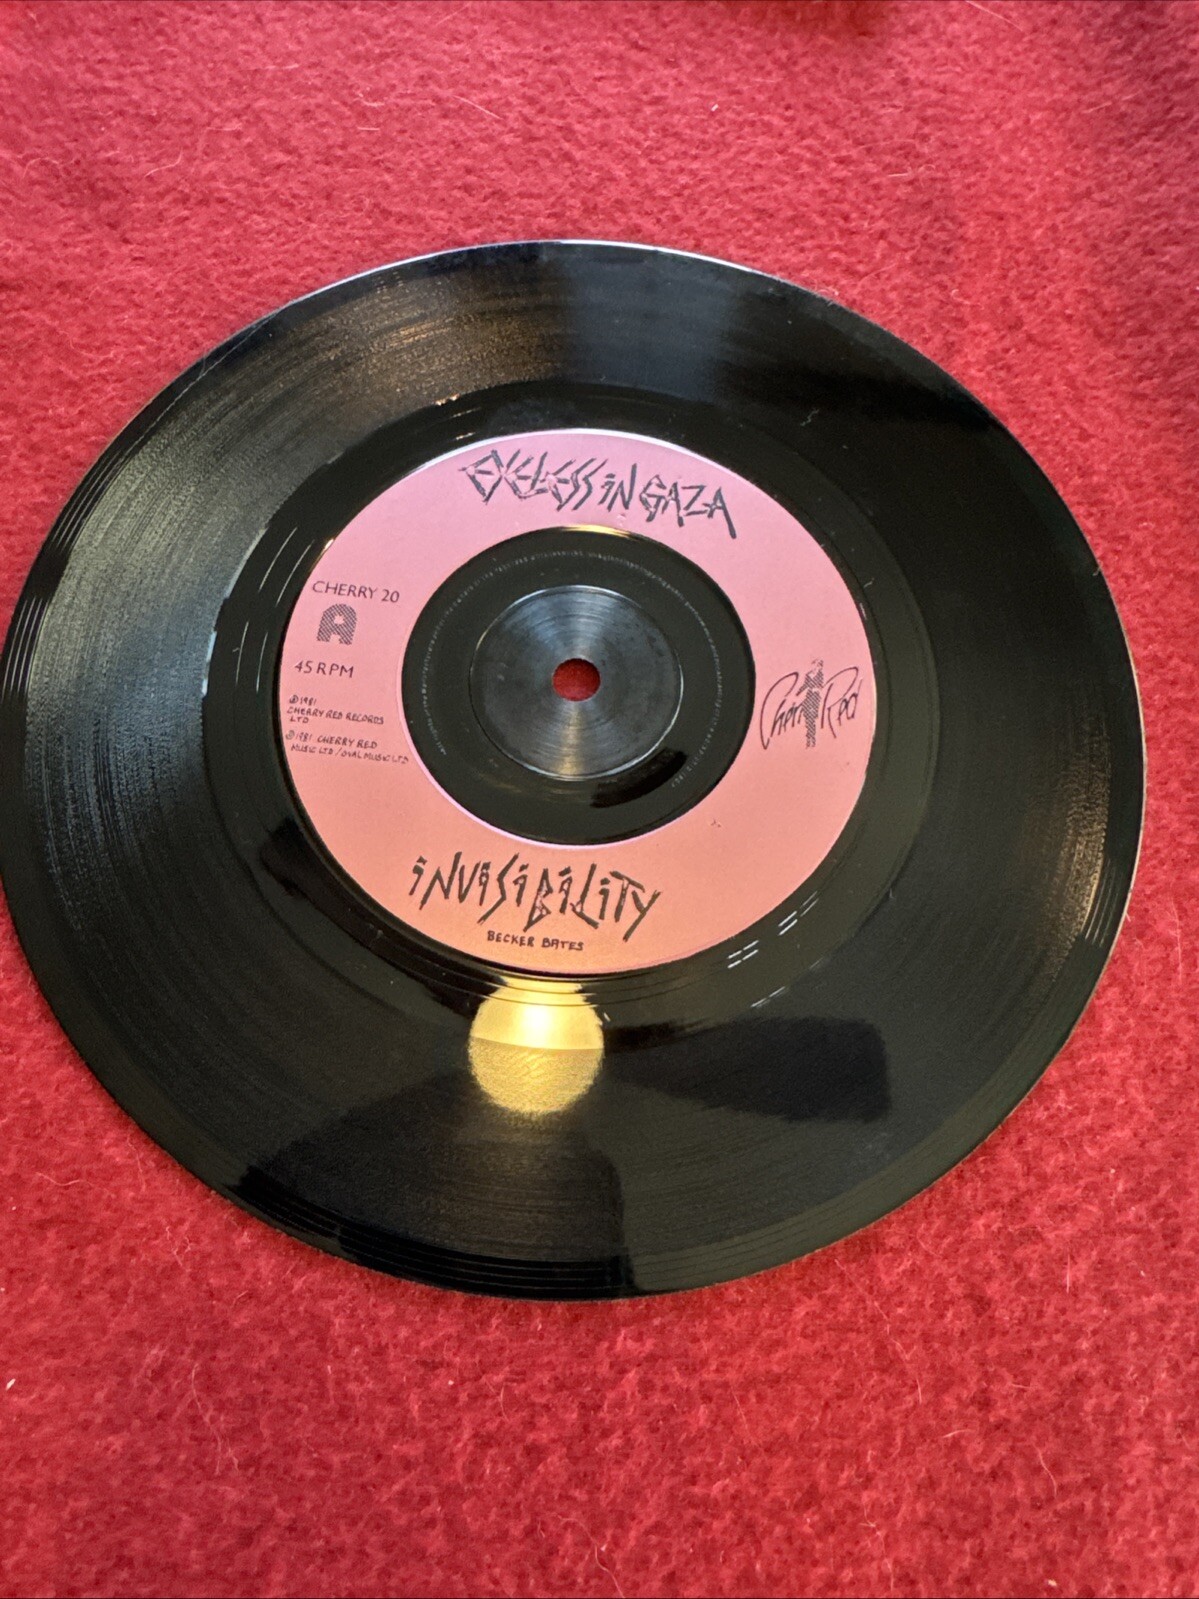 EYELESS IN GAZA
CHERRY 20
A
45 RPM
℗ 1981
CHERRY RED RECORDS
LTD
© 1981 CHERRY RED
MUSIC LTD / OVAL MUSIC LTD
Cherry Red
iNViSiBiLiTY
BECKER BATES